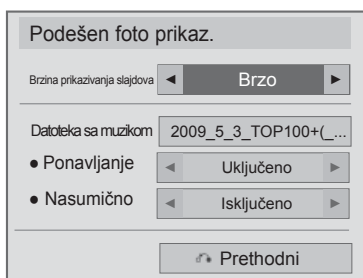 Podešen foto prikaz.
Brzina prikazivanja slajdova ◄ Brzo ►
Datoteka sa muzikom 2009_5_3_TOP100+(_...
● Ponavljanje ◄ Uključeno ►
● Nasumično ◄ Isključeno ►
Prethodni